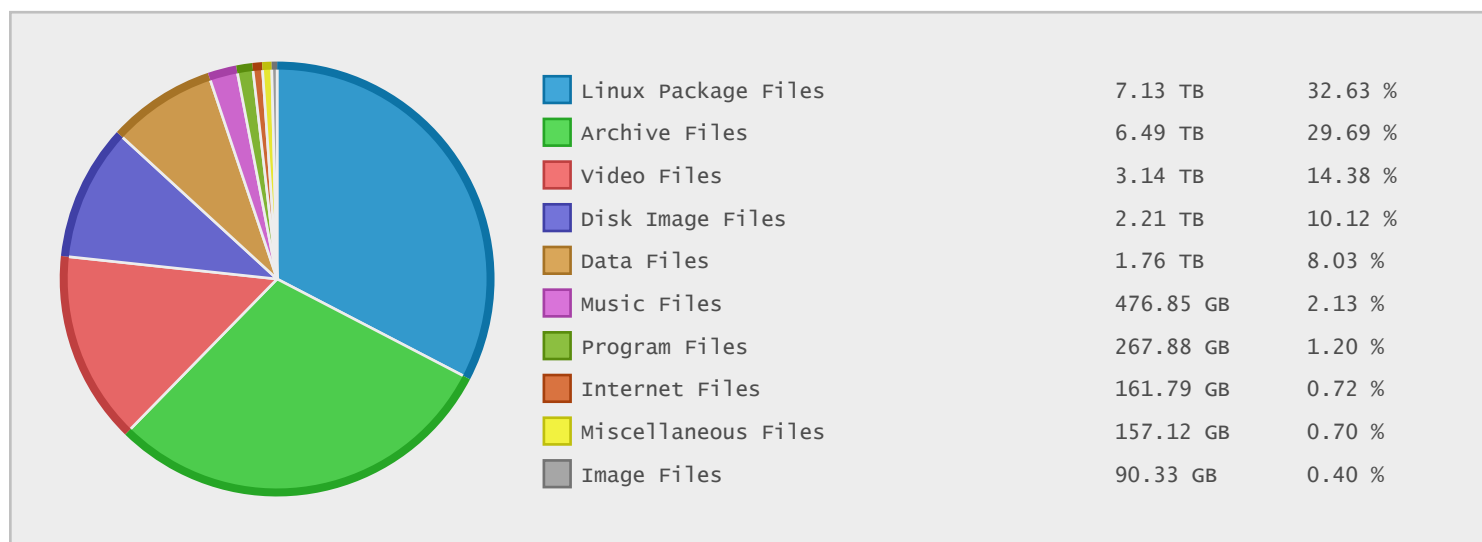 Linux Package Files 7.13 TB 32.63 %
Archive Files 6.49 TB 29.69 %
Video Files 3.14 TB 14.38 %
Disk Image Files 2.21 TB 10.12 %
Data Files 1.76 TB 8.03 %
Music Files 476.85 GB 2.13 %
Program Files 267.88 GB 1.20 %
Internet Files 161.79 GB 0.72 %
Miscellaneous Files 157.12 GB 0.70 %
Image Files 90.33 GB 0.40 %